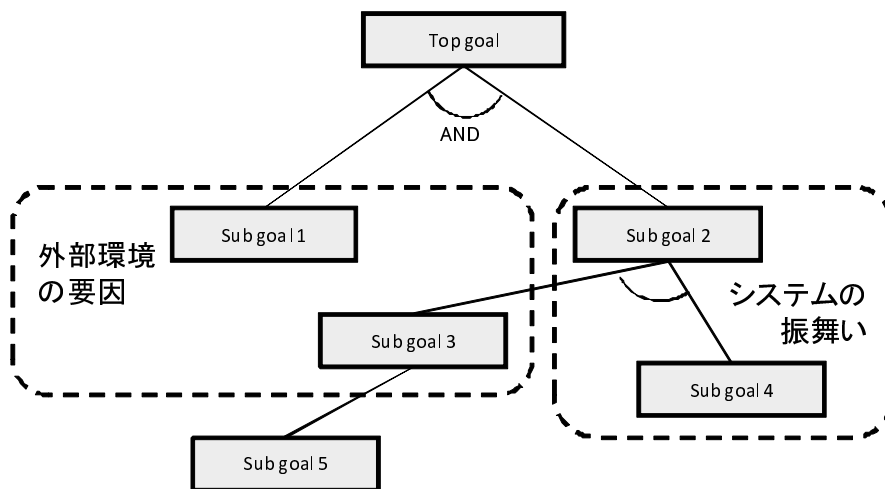 Top goal
AND
Sub goal 1
Sub goal 2
外部環境
の要因
システムの
振舞い
Sub goal 3
Sub goal 4
Sub goal 5